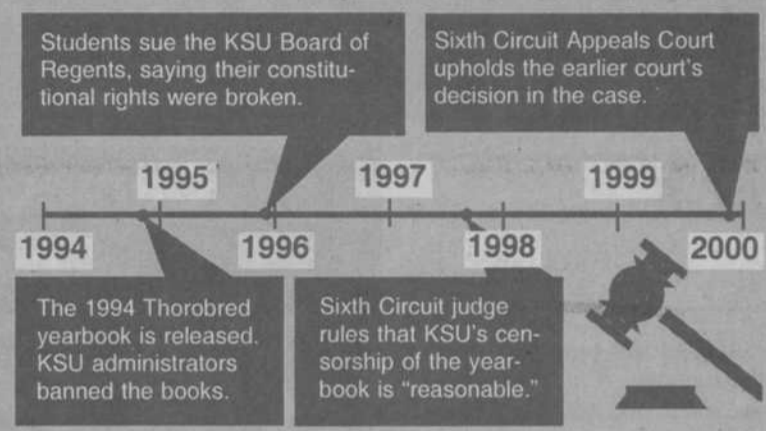 Students sue the KSU Board of
Regents, saying their constitu-
tional rights were broken.
Sixth Circuit Appeals Court
upholds the earlier court's
decision in the case.
1995
1997
1999
1994
1996
1998
2000
The 1994 Thorobred
yearbook is released.
KSU administrators
banned the books.
Sixth Circuit judge
rules that KSU's cen-
sorship of the year-
book is “reasonable.”